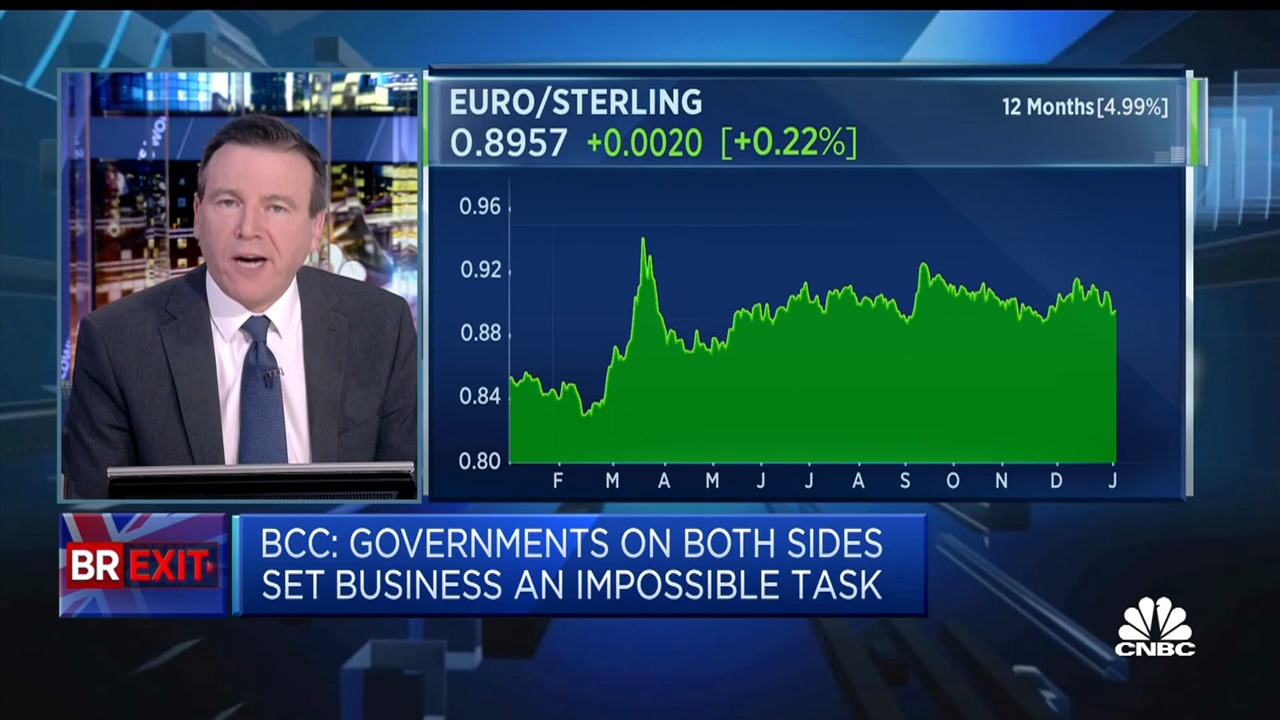 EURO/STERLING
12 Months[4.99%]
0.8957 +0.0020 [+0.22%]
0.96
0.92
0.88
0.84
0.80
F M A M J J A S O N D J
BREXIT
BCC: GOVERNMENTS ON BOTH SIDES
SET BUSINESS AN IMPOSSIBLE TASK
CNBC